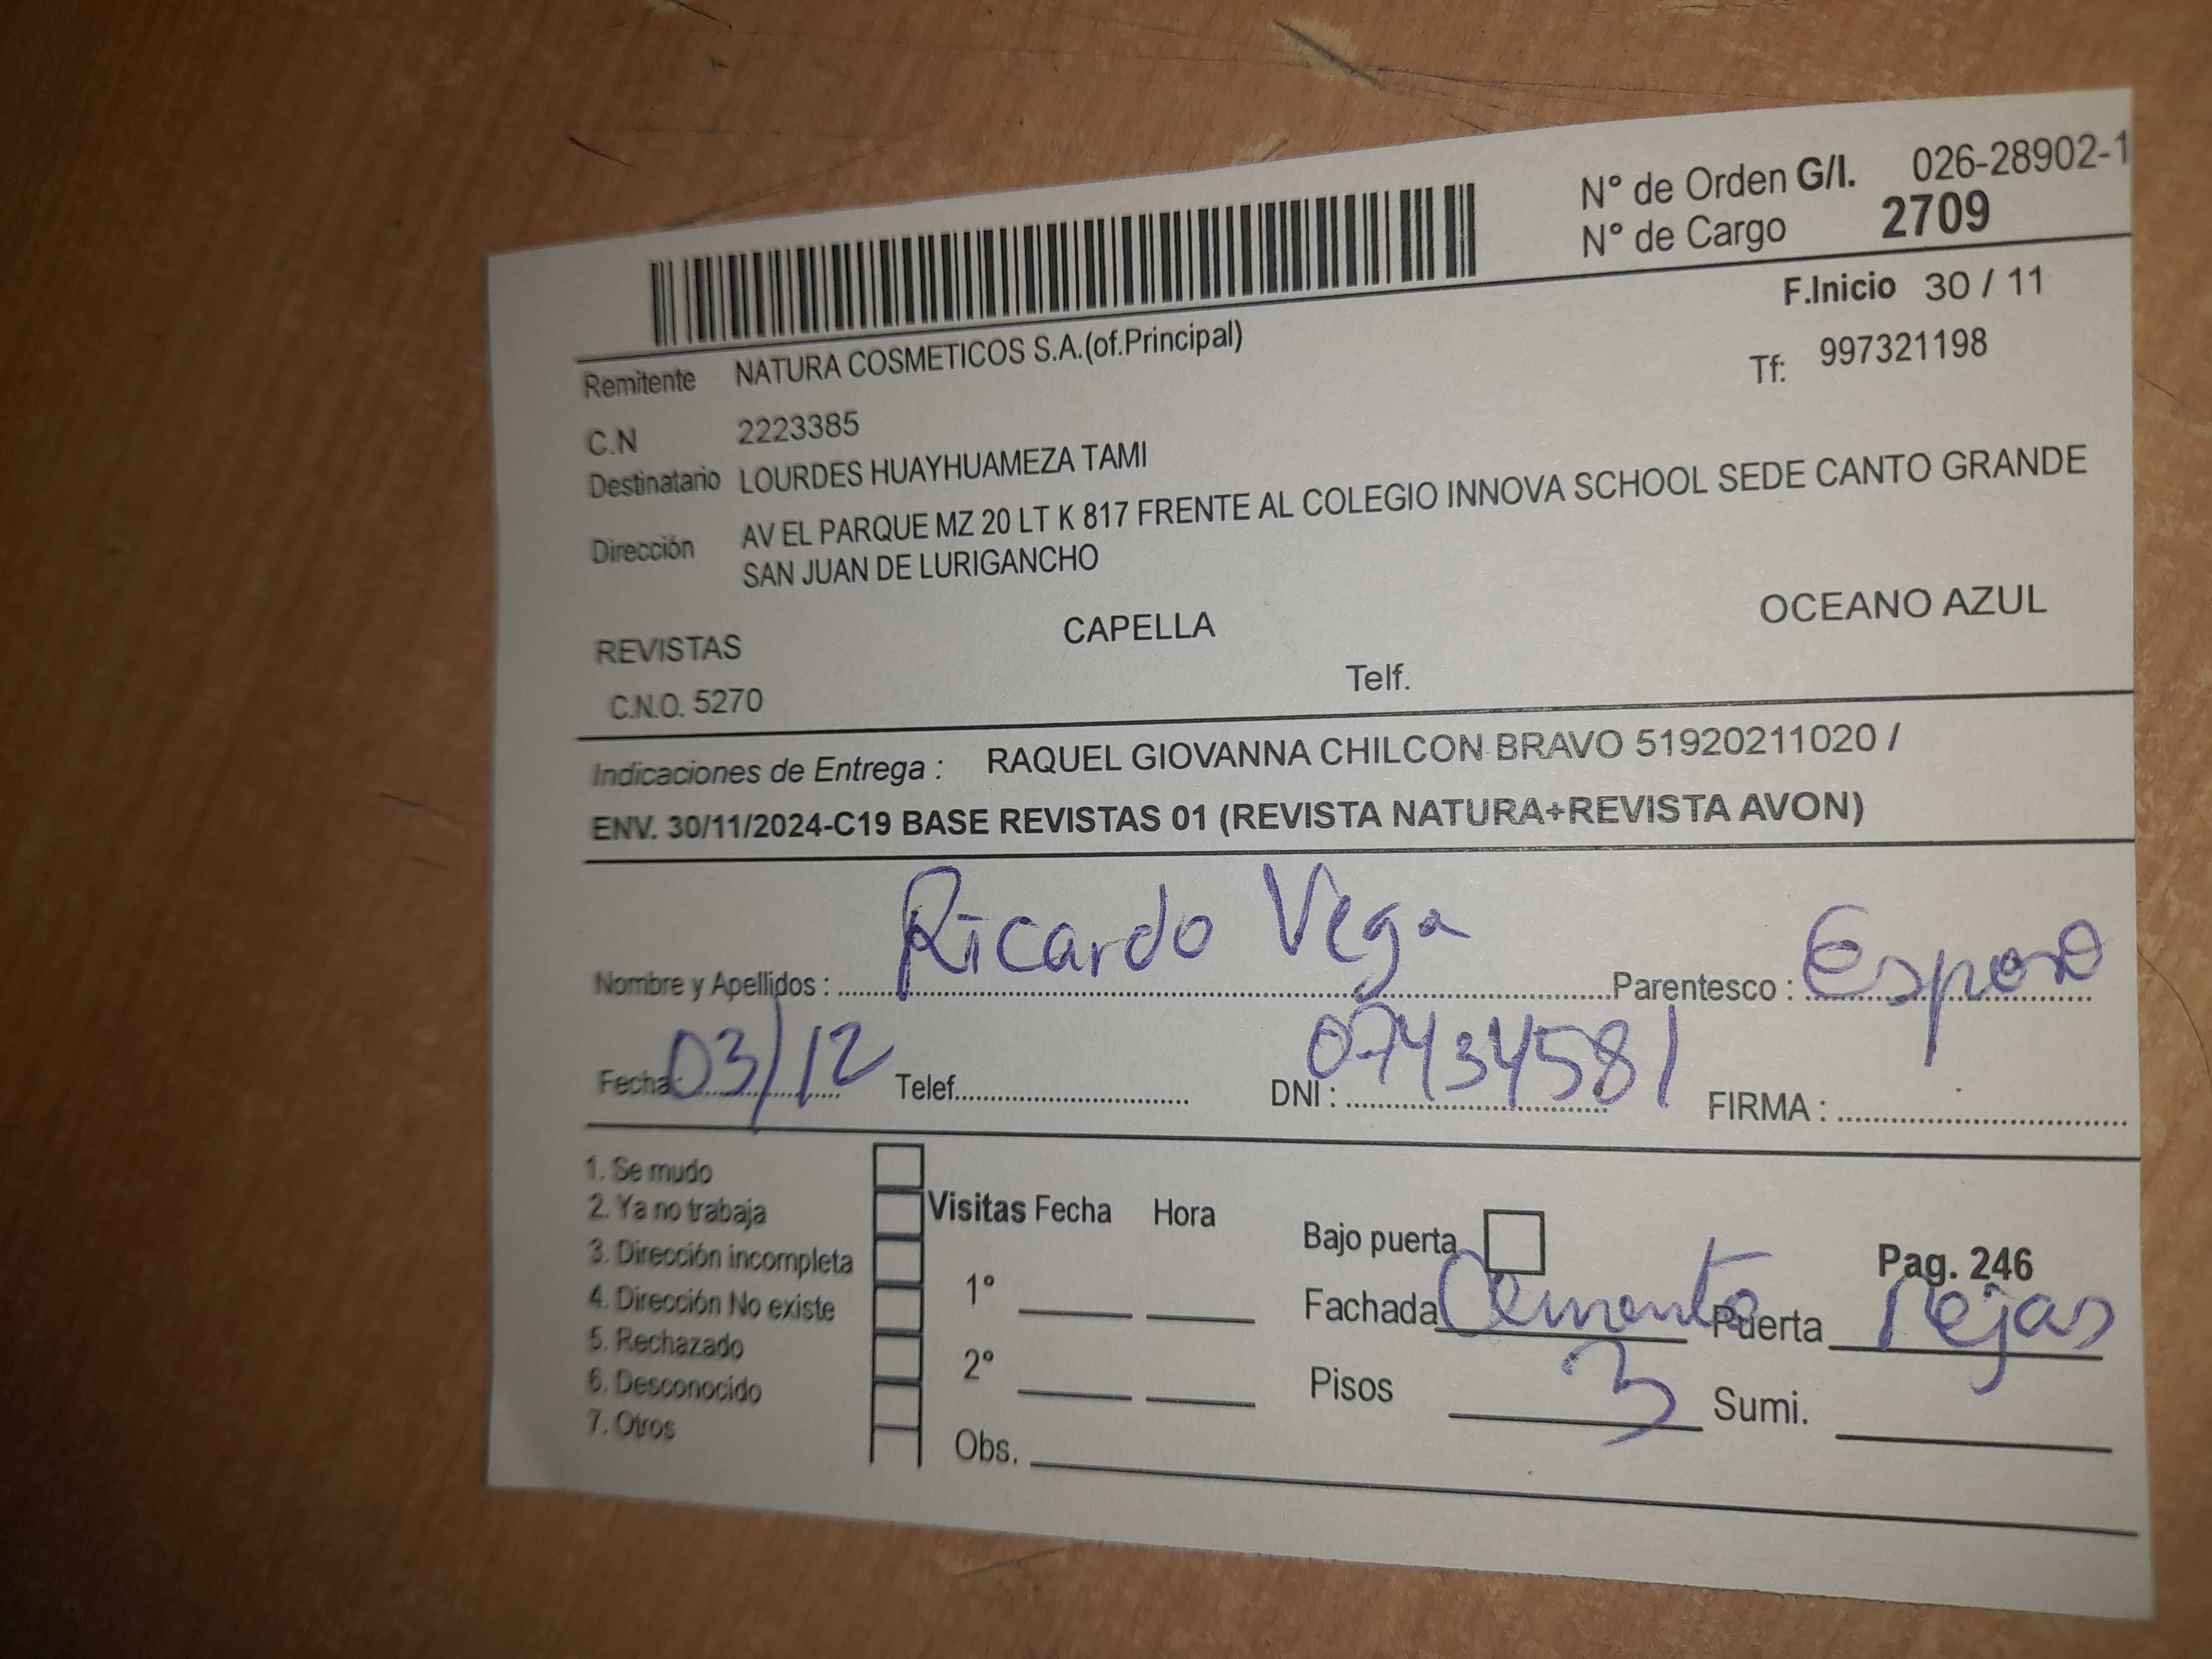 N° de Orden G/I. 026-28902-1
N° de Cargo 2709
F.Inicio 30 / 11
Remitente NATURA COSMETICOS S.A.(of.Principal) Tf: 997321198
C.N 2223385
Destinatario LOURDES HUAYHUAMEZA TAMI
Dirección AV EL PARQUE MZ 20 LT K 817 FRENTE AL COLEGIO INNOVA SCHOOL SEDE CANTO GRANDE
SAN JUAN DE LURIGANCHO
REVISTAS CAPELLA OCEANO AZUL
C.N.O. 5270 Telf.
Indicaciones de Entrega : RAQUEL GIOVANNA CHILCON BRAVO 51920211020 /
ENV. 30/11/2024-C19 BASE REVISTAS 01 (REVISTA NATURA+REVISTA AVON)
Nombre y Apellidos : Ricardo Vega Parentesco : Esposo
Fecha: 03/12 Telef. DNI : 07434581 FIRMA :
1. Se mudo
2. Ya no trabaja Visitas Fecha Hora
3. Dirección incompleta Bajo puerta Pag. 246
4. Dirección No existe 1° Fachada Cemento Puerta rejas
5. Rechazado
6. Desconocido 2° Pisos 3 Sumi.
7. Otros Obs.